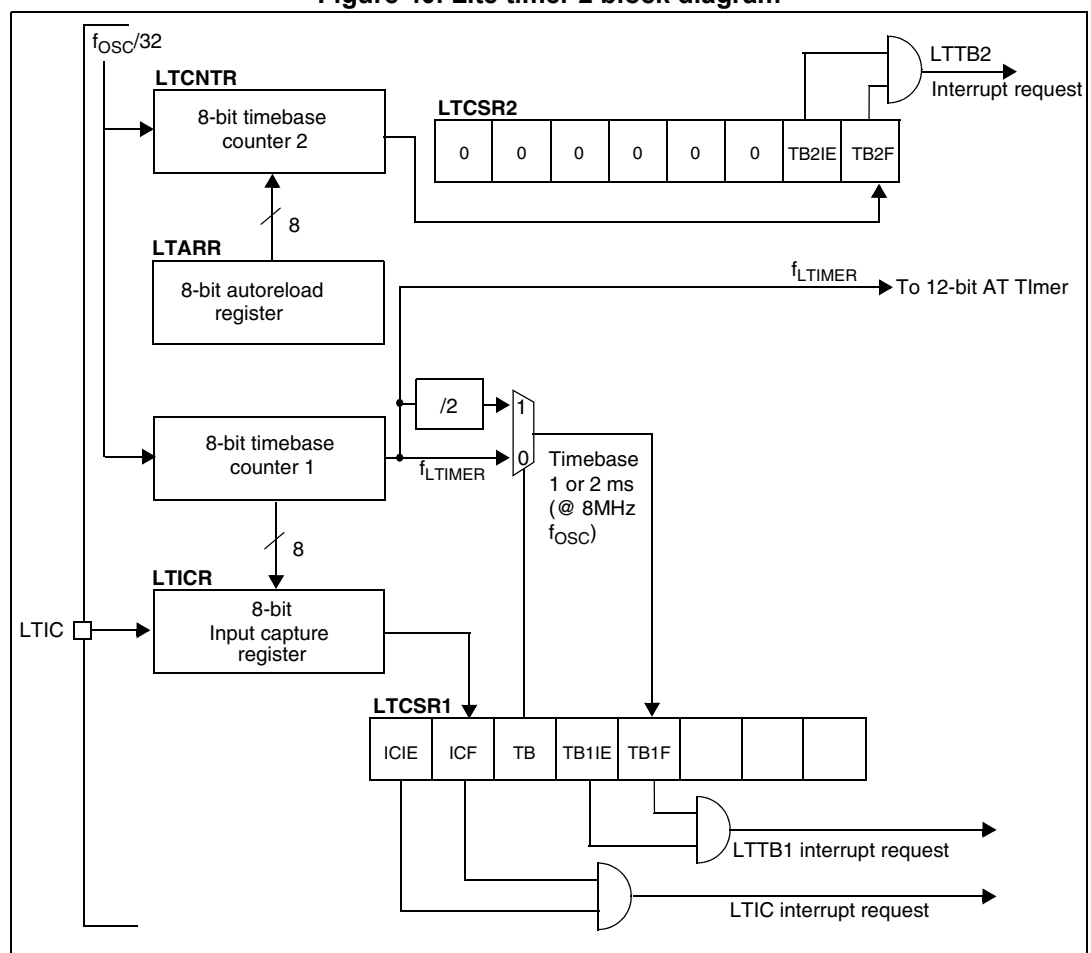 Figure 40. Lite timer 2 block diagram
fOSC/32
LTCNTR
8-bit timebase
counter 2
LTCSR2
0 0 0 0 0 0 TB2IE TB2F
LTTB2
Interrupt request
8
LTARR
8-bit autoreload
register
fLTIMER
To 12-bit AT TImer
/2
1
0
8-bit timebase
counter 1
fLTIMER
Timebase
1 or 2 ms
(@ 8MHz
fOSC)
8
LTICR
8-bit
Input capture
register
LTIC
LTCSR1
ICIE ICF TB TB1IE TB1F
LTTB1 interrupt request
LTIC interrupt request